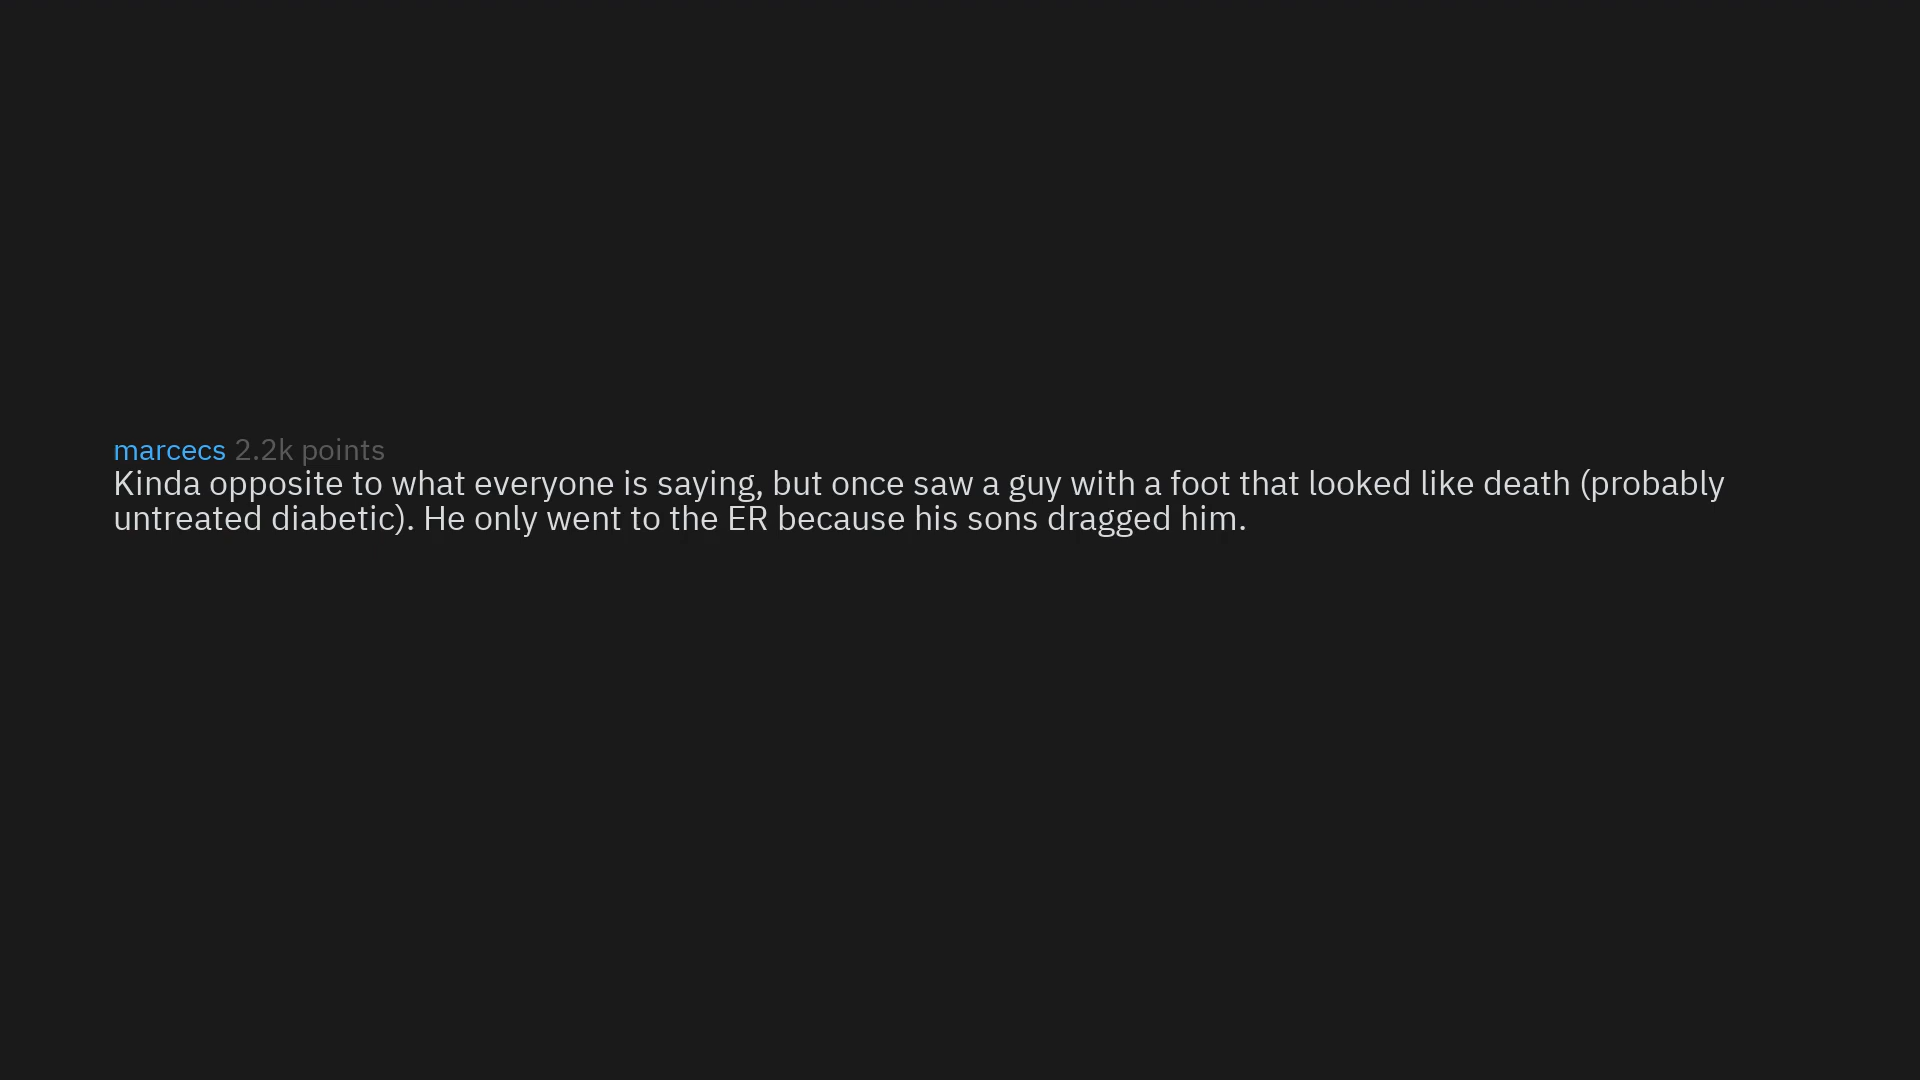 marcecs 2.2k points
Kinda opposite to what everyone is saying, but once saw a guy with a foot that looked like death (probably
untreated diabetic). He only went to the ER because his sons dragged him.